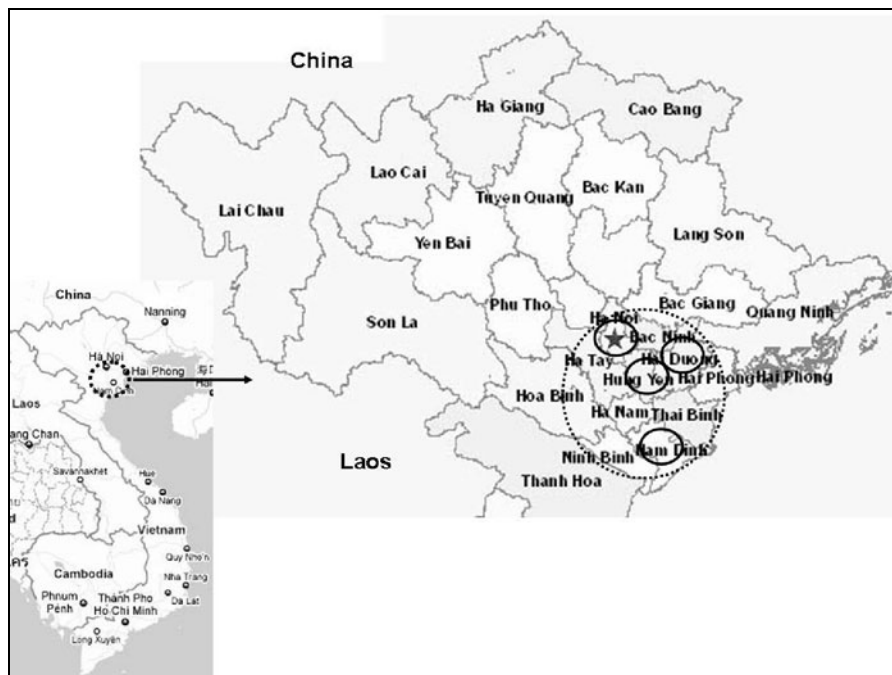 China
Ha Giang
Cao Bang
Lao Cai
Bac Kan
Tuyen Quang
Lai Chau
Lang Son
Yen Bai
Bac Giang
Phu Tho
Quang Ninh
Son La
Ha Noi
Bac Ninh
Ha Tay
Hai Duong
Hung Yen
Hai Phong
Hai Phong
Hoa Binh
Ha Nam
Thai Binh
Nam Dinh
Ninh Binh
Laos
Thanh Hoa
China
Nanning
Hà Nội
Hai Phong
Laos
Savannakhet
Hue
Da Nang
Vietnam
Quy Nhon
Cambodia
Nha Trang
Phnum
Penh
Thành Pho
Ho Chi Minh
Da Lat
Long Xuyên